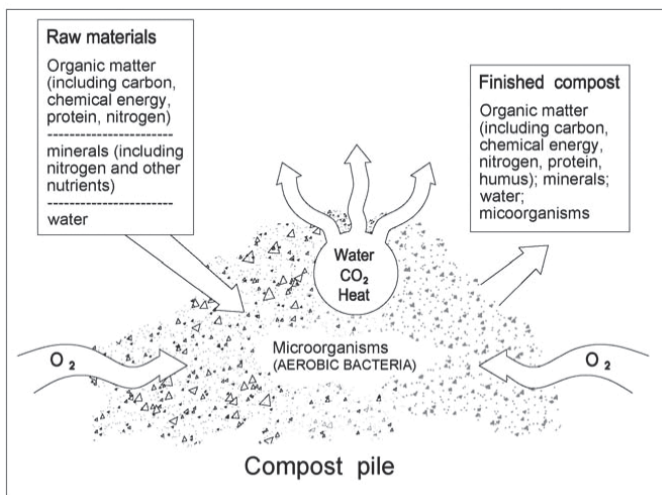 Raw materials
Organic matter
(including carbon,
chemical energy,
protein, nitrogen)
------------------------
minerals (including
nitrogen and other
nutrients)
------------------------
water
Finished compost
Organic matter
(including carbon,
chemical energy,
nitrogen, protein,
humus); minerals;
water;
micoorganisms
Water
CO₂
Heat
Microorganisms
(AEROBIC BACTERIA)
O₂
O₂
Compost pile